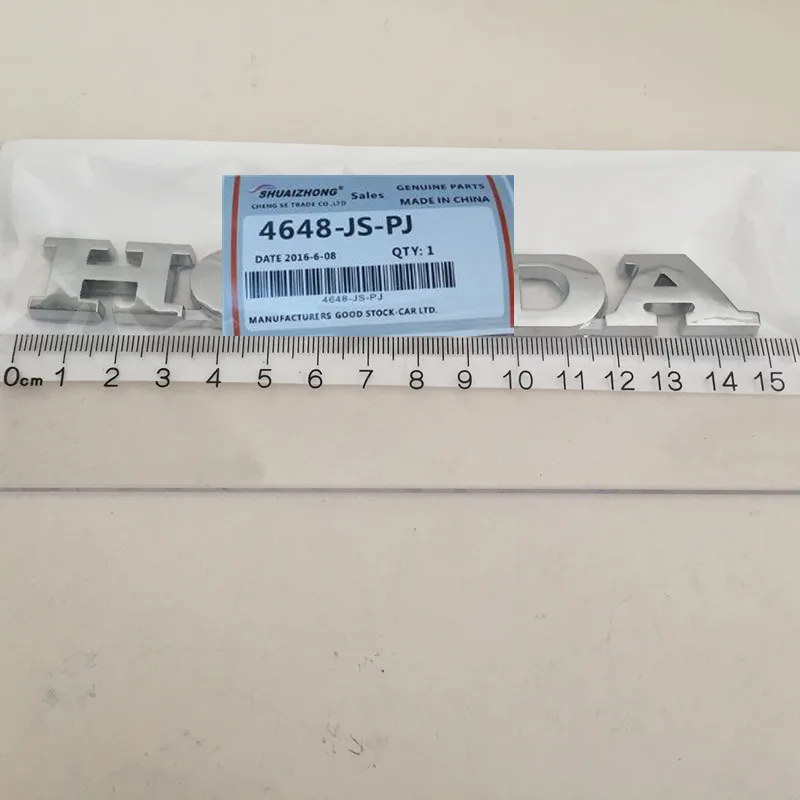 SHUAIZHONG® Sales GENUINE PARTS
CHENG SE TRADE CO.,LTD MADE IN CHINA
4648-JS-PJ
DATE 2016-6-08 QTY: 1
4648-JS-PJ
MANUFACTURERS GOOD STOCK-CAR LTD.
HO DA
0cm 1 2 3 4 5 6 7 8 9 10 11 12 13 14 15